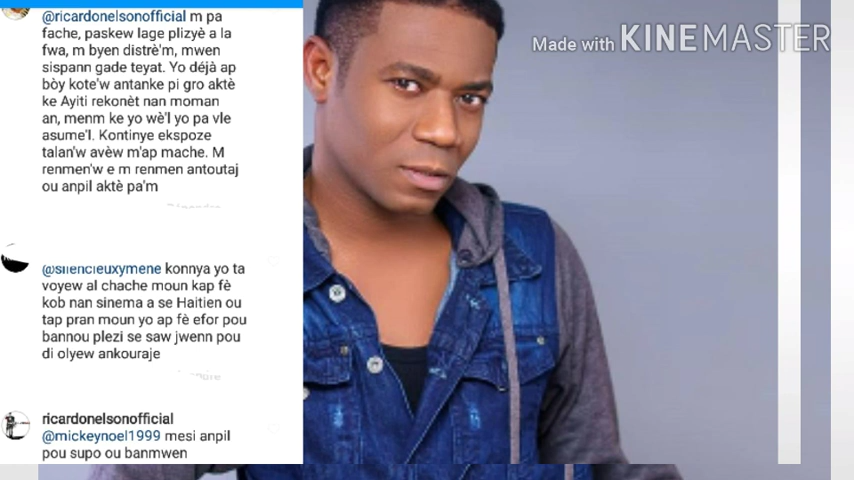 @ricardonelsonofficial m pa
fache, paskew lage plizyè a la
fwa, m byen distrè'm, mwen
sispann gade teyat. Yo déjà ap
bòy kote'w antanke pi gro aktè
ke Ayiti rekonèt nan moman
an, menm ke yo wè'l yo pa vle
asume'l. Kontinye ekspoze
talan'w avèw m'ap mache. M
renmen'w e m renmen antoutaj
ou anpil aktè pa'm
@silencieuxymene konnya yo ta
voyew al chache moun kap fè
kob nan sinema a se Haitien ou
tap pran moun yo ap fè efor pou
bannou plezi se saw jwenn pou
di olyew ankouraje
ricardonelsonofficial
@mickeynoel1999 mesi anpil
pou supo ou banmwen
Made with KINEMASTER